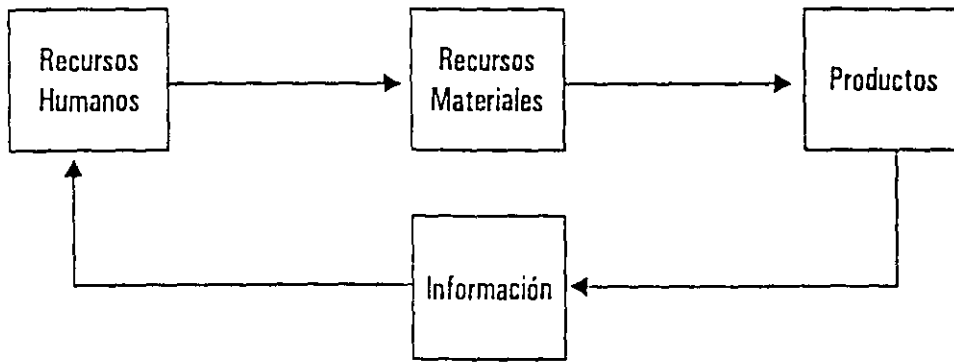 Recursos
Humanos
Recursos
Materiales
Productos
Información